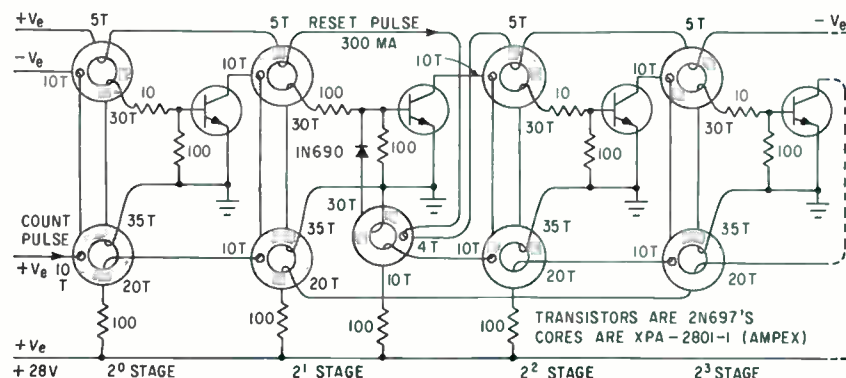 +Ve
5T
5T
RESET PULSE
300 MA
5T
5T
-Ve
-Ve
10T
10T
10T
10T
10
100
10
10
30T
30T
30T
30T
100
1N690
100
100
100
COUNT
PULSE
+Ve 10
T
35T
35T
30T
35T
35T
10T
4T
10T
10T
20T
20T
10T
20T
20T
100
100
100
100
TRANSISTORS ARE 2N697'S
CORES ARE XPA-2801-1 (AMPEX)
+Ve
+28V
2⁰ STAGE
2¹ STAGE
2² STAGE
2³ STAGE